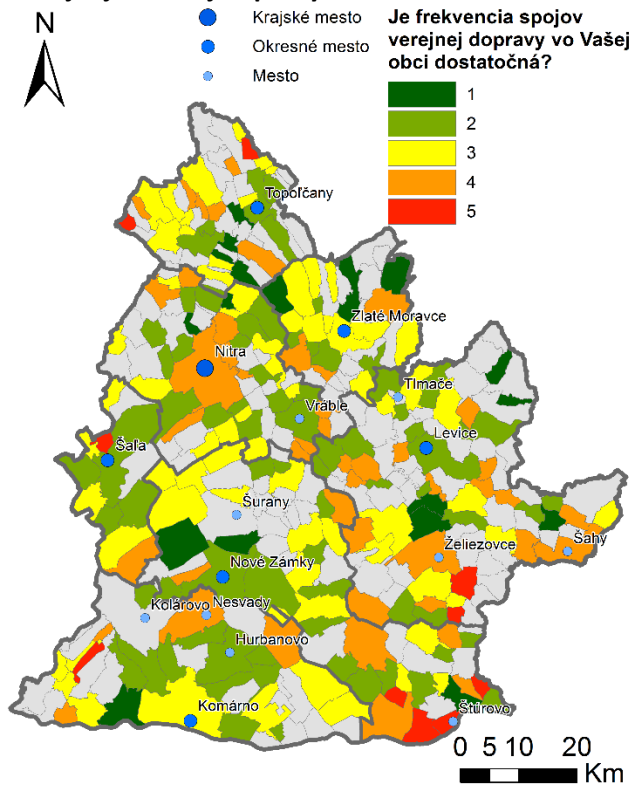 N
Krajské mesto
Okresné mesto
Mesto
Je frekvencia spojov
verejnej dopravy vo Vašej
obci dostatočná?
1
2
3
4
5
Topoľčany
Zlaté Moravce
Nitra
Tlmače
Vráble
Levice
Šaľa
Šurany
Želiezovce
Šahy
Nové Zámky
Kolárovo
Nesvady
Hurbanovo
Komárno
Štúrovo
0 5 10 20
Km